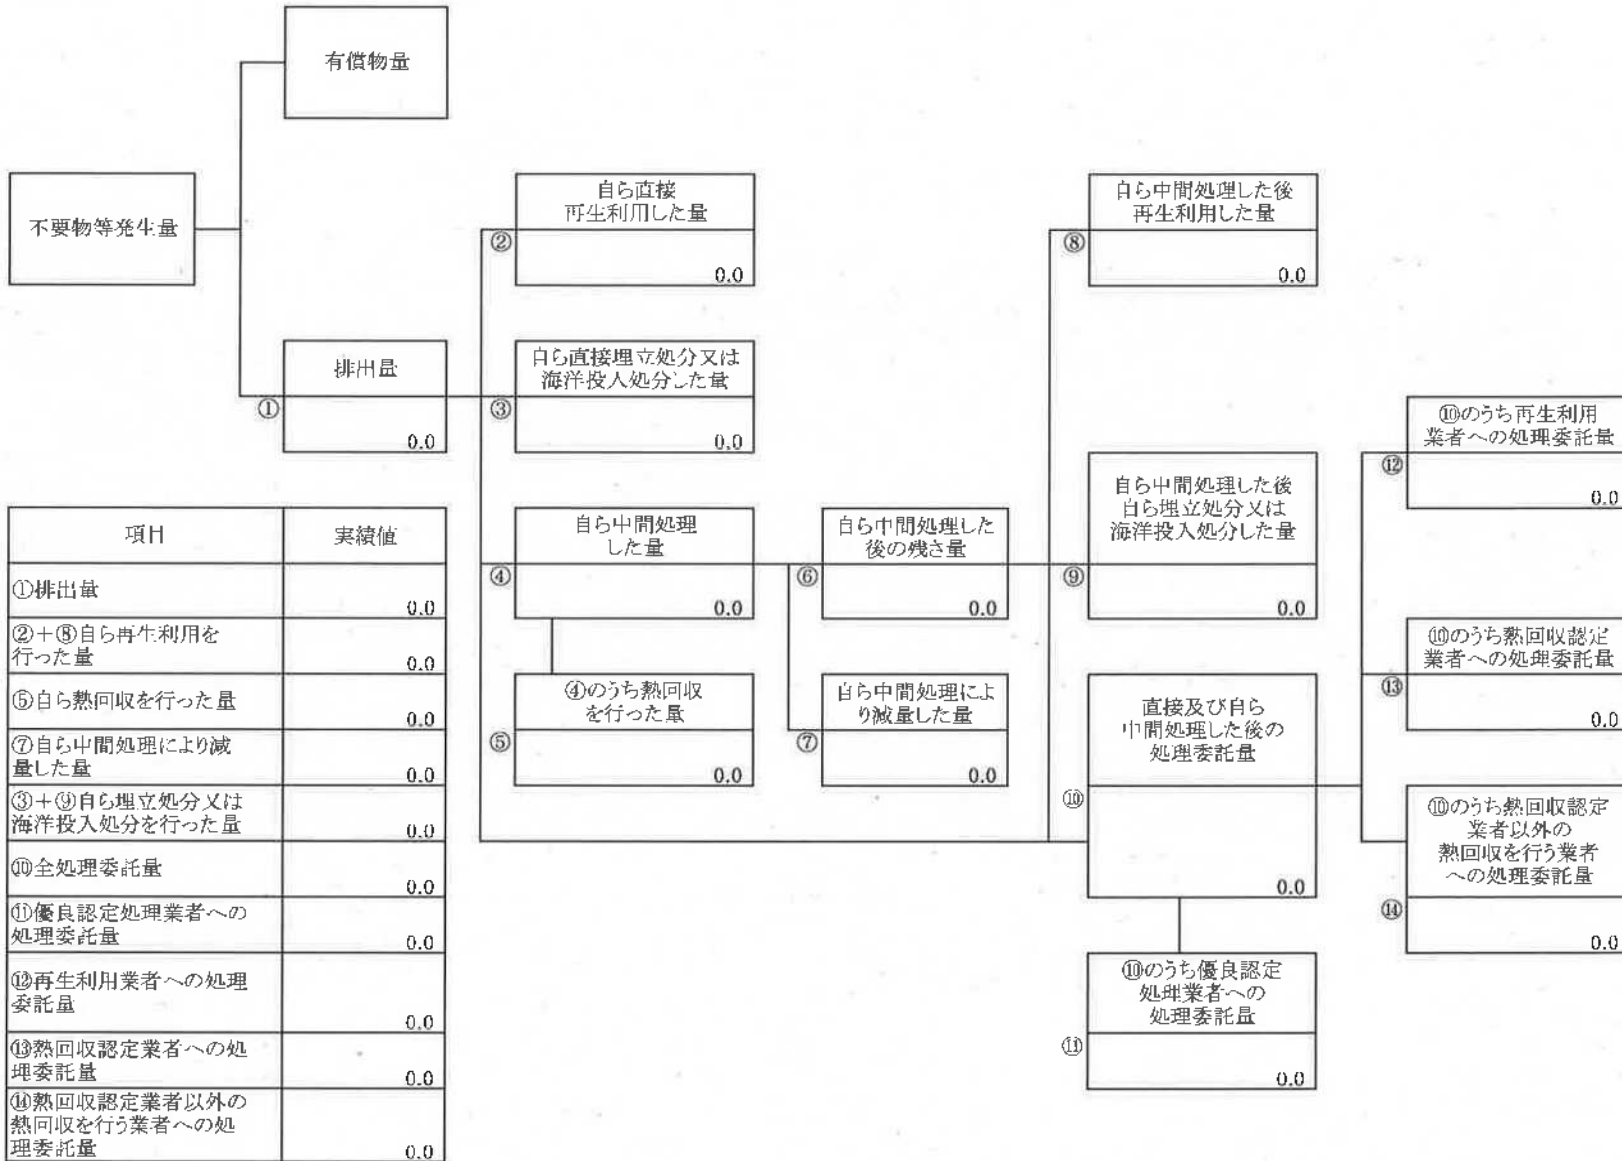 有償物量
不要物等発生量
自ら直接
再生利用した量
②
0.0
自ら中間処理した後
再生利用した量
⑧
0.0
排出量
①
0.0
自ら直接埋立処分又は
海洋投入処分した量
③
0.0
⑩のうち再生利用
業者への処理委託量
⑫
0.0
自ら中間処理
した量
④
0.0
自ら中間処理した
後の残さ量
⑥
0.0
自ら中間処理した後
自ら埋立処分又は
海洋投入処分した量
⑨
0.0
⑩のうち熱回収認定
業者への処理委託量
⑬
0.0
④のうち熱回収
を行った量
⑤
0.0
自ら中間処理によ
り減量した量
⑦
0.0
直接及び自ら
中間処理した後の
処理委託量
⑩
0.0
⑩のうち熱回収認定
業者以外の
熱回収を行う業者
への処理委託量
⑭
0.0
⑩のうち優良認定
処理業者への
処理委託量
⑪
0.0
項目 実績値
①排出量
0.0
②+⑧自ら再生利用を
行った量
0.0
⑤自ら熱回収を行った量
0.0
⑦自ら中間処理により減
量した量
0.0
③+⑨自ら埋立処分又は
海洋投入処分を行った量
0.0
⑩全処理委託量
0.0
⑪優良認定処理業者への
処理委託量
0.0
⑫再生利用業者への処理
委託量
0.0
⑬熱回収認定業者への処
理委託量
0.0
⑭熱回収認定業者以外の
熱回収を行う業者への処
理委託量
0.0